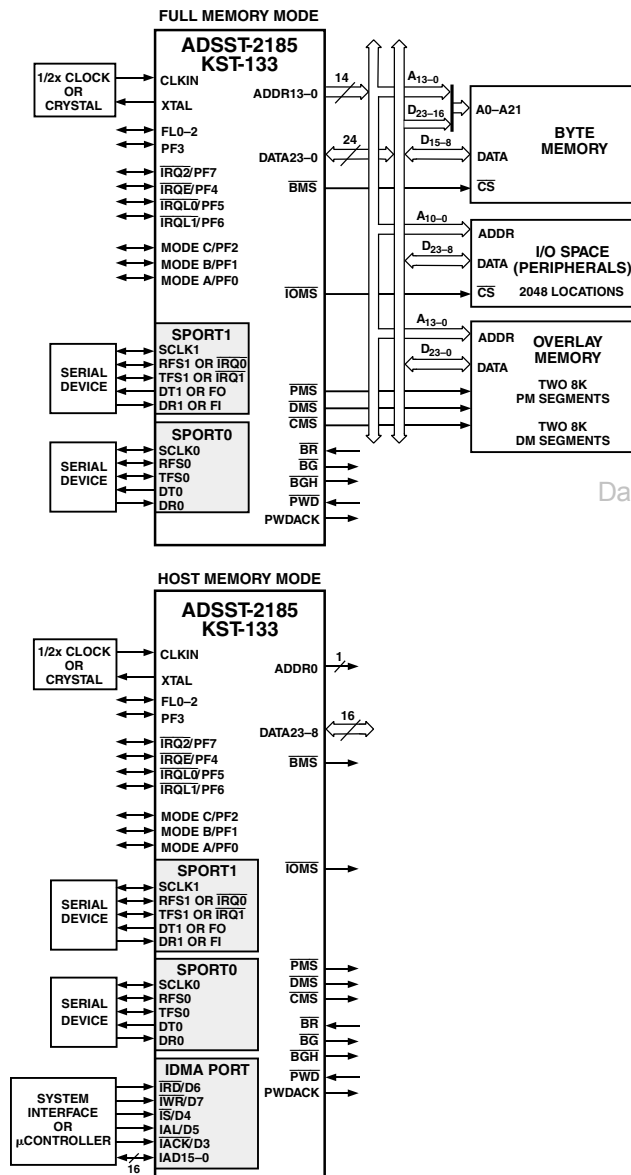 FULL MEMORY MODE
ADSST-2185
KST-133
1/2x CLOCK
OR
CRYSTAL
CLKIN
XTAL
FL0–2
PF3
IRQ2/PF7
IRQE/PF4
IRQL0/PF5
IRQL1/PF6
MODE C/PF2
MODE B/PF1
MODE A/PF0
SPORT1
SERIAL
DEVICE
SCLK1
RFS1 OR IRQ0
TFS1 OR IRQ1
DT1 OR FO
DR1 OR FI
SPORT0
SERIAL
DEVICE
SCLK0
RFS0
TFS0
DT0
DR0
ADDR13–0
14
DATA23–0
24
BMS
IOMS
PMS
DMS
CMS
BR
BG
BGH
PWD
PWDACK
A13–0
D23–16
A0–A21
D15–8
DATA
CS
BYTE
MEMORY
A10–0
ADDR
D23–8
DATA
CS
I/O SPACE
(PERIPHERALS)
2048 LOCATIONS
A13–0
ADDR
D23–0
DATA
OVERLAY
MEMORY
TWO 8K
PM SEGMENTS
TWO 8K
DM SEGMENTS
Da
HOST MEMORY MODE
ADSST-2185
KST-133
1/2x CLOCK
OR
CRYSTAL
CLKIN
XTAL
FL0–2
PF3
IRQ2/PF7
IRQE/PF4
IRQL0/PF5
IRQL1/PF6
MODE C/PF2
MODE B/PF1
MODE A/PF0
SPORT1
SERIAL
DEVICE
SCLK1
RFS1 OR IRQ0
TFS1 OR IRQ1
DT1 OR FO
DR1 OR FI
SPORT0
SERIAL
DEVICE
SCLK0
RFS0
TFS0
DT0
DR0
IDMA PORT
SYSTEM
INTERFACE
OR
µCONTROLLER
IRD/D6
IWR/D7
IS/D4
IAL/D5
IACK/D3
IAD15–0
16
ADDR0
1
DATA23–8
16
BMS
IOMS
PMS
DMS
CMS
BR
BG
BGH
PWD
PWDACK